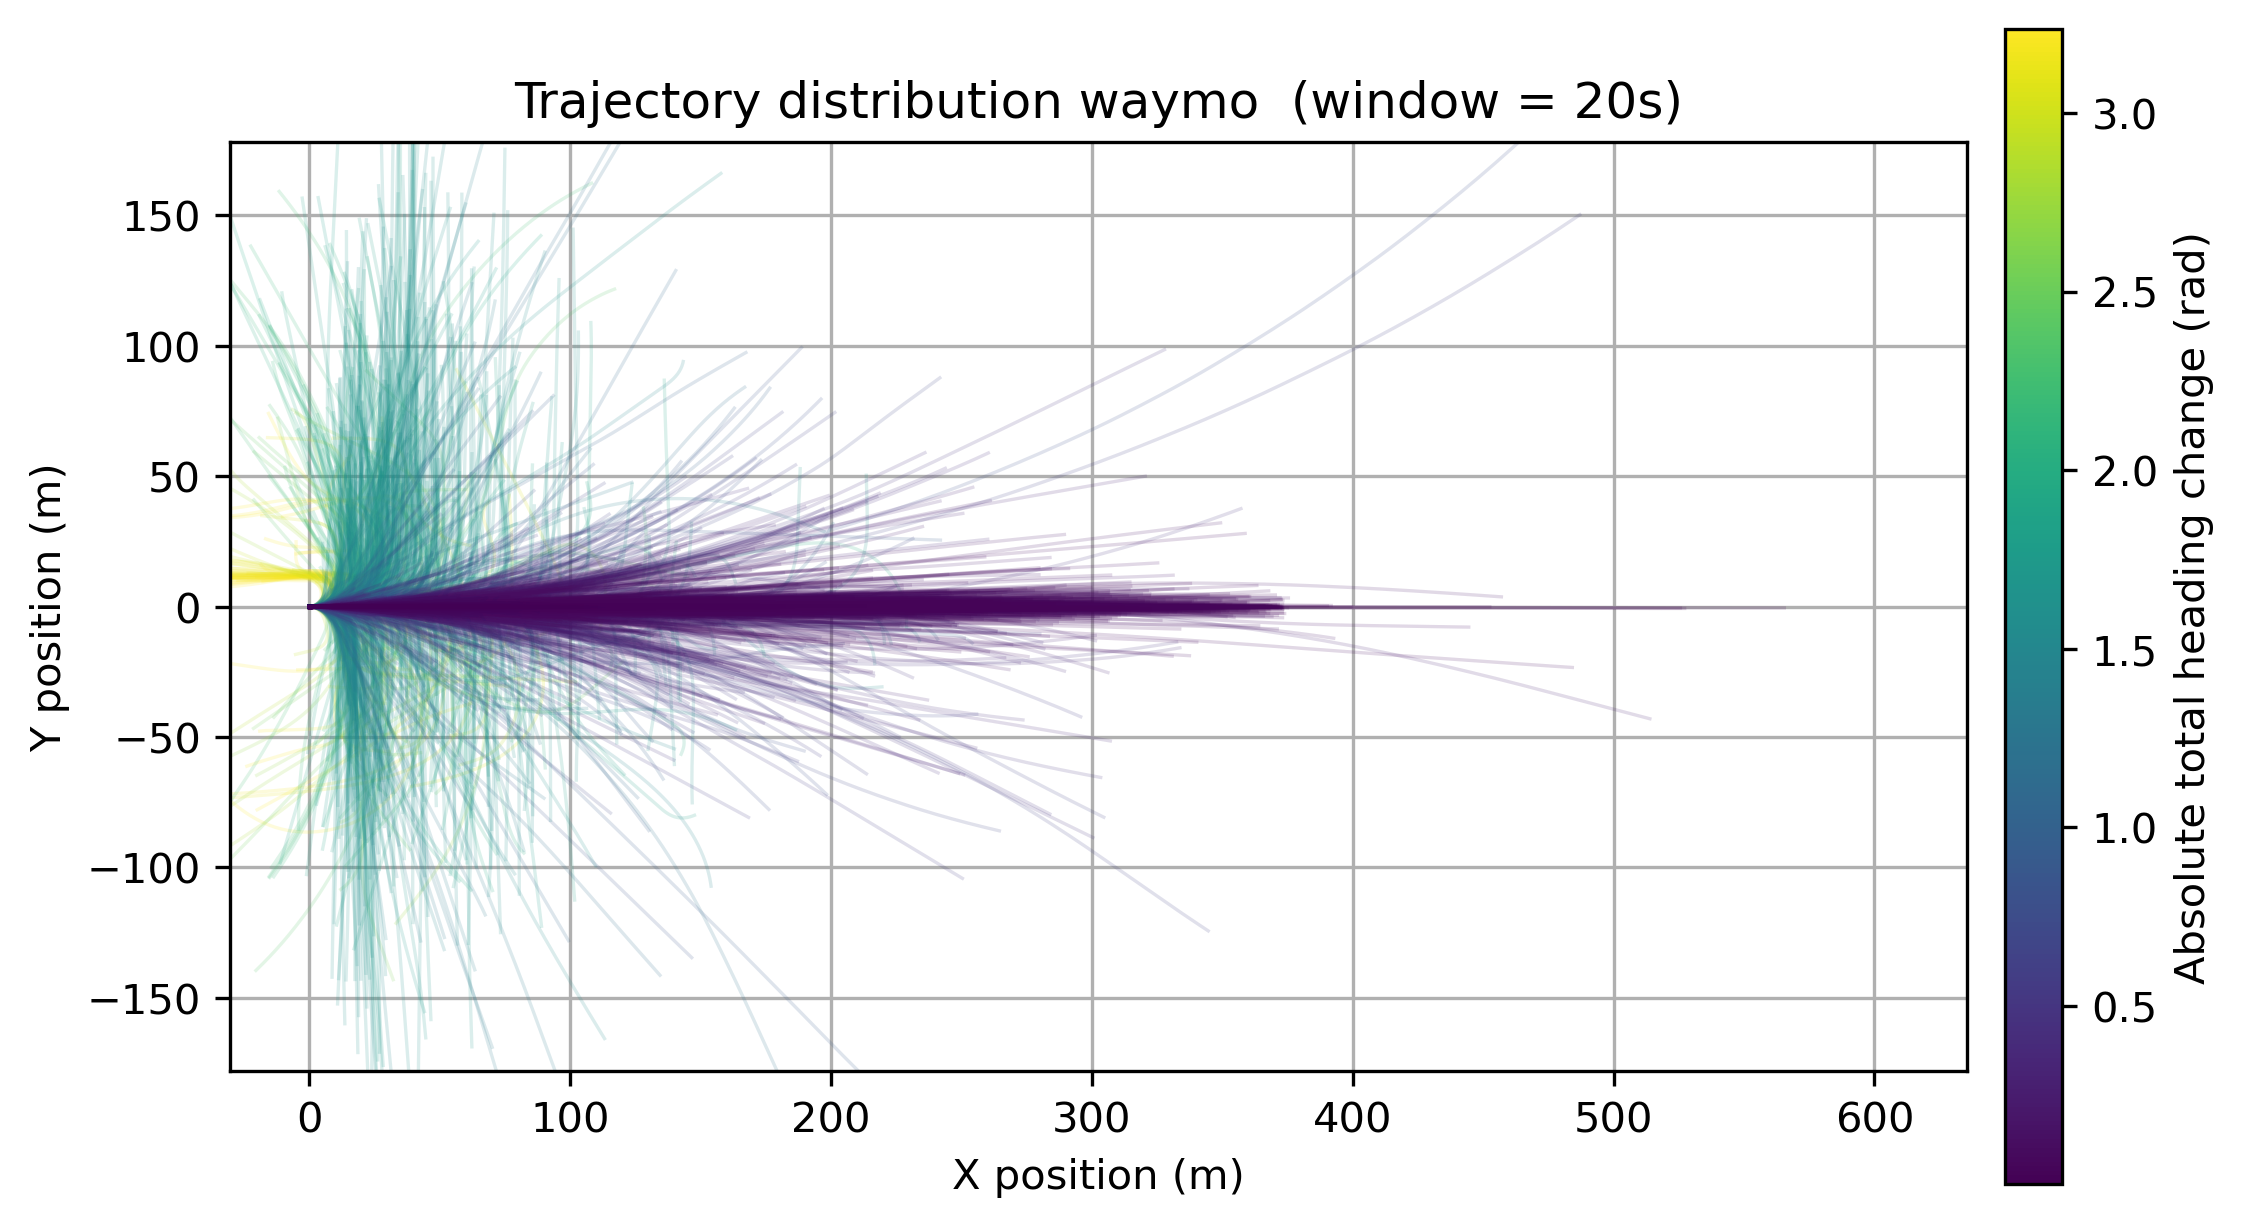 Trajectory distribution waymo  (window = 20s)
150
100
50
0
−50
−100
−150
Y position (m)
0 100 200 300 400 500 600
X position (m)
3.0
2.5
2.0
1.5
1.0
0.5
Absolute total heading change (rad)